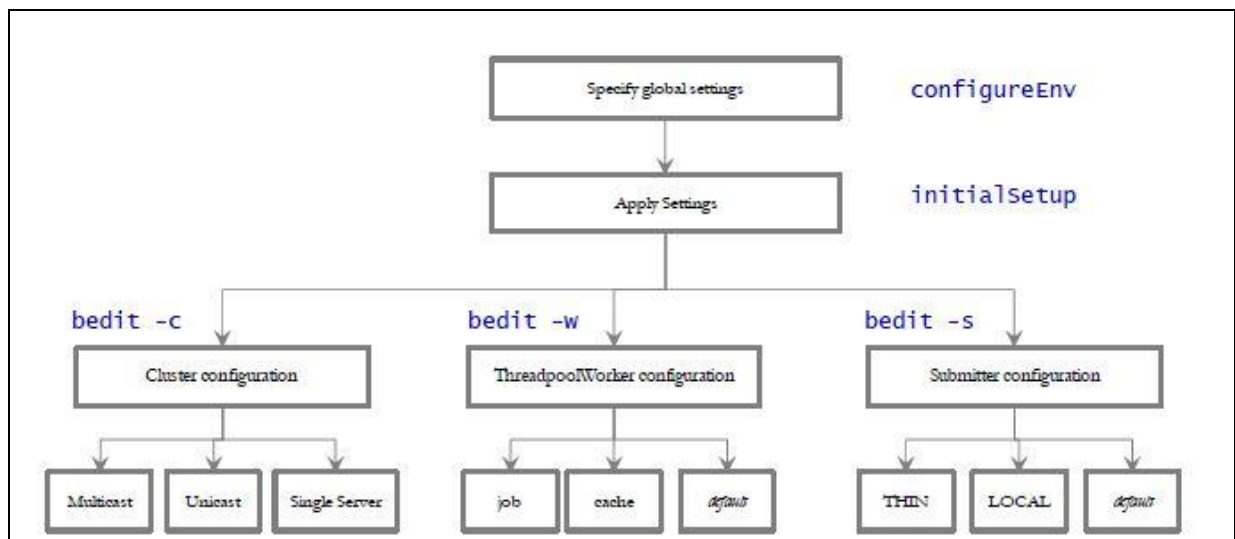 Specify global settings
configureEnv
Apply Settings
initialSetup
bedit -c
bedit -w
bedit -s
Cluster configuration
ThreadpoolWorker configuration
Submitter configuration
Multicast
Unicast
Single Server
job
cache
default
THIN
LOCAL
default